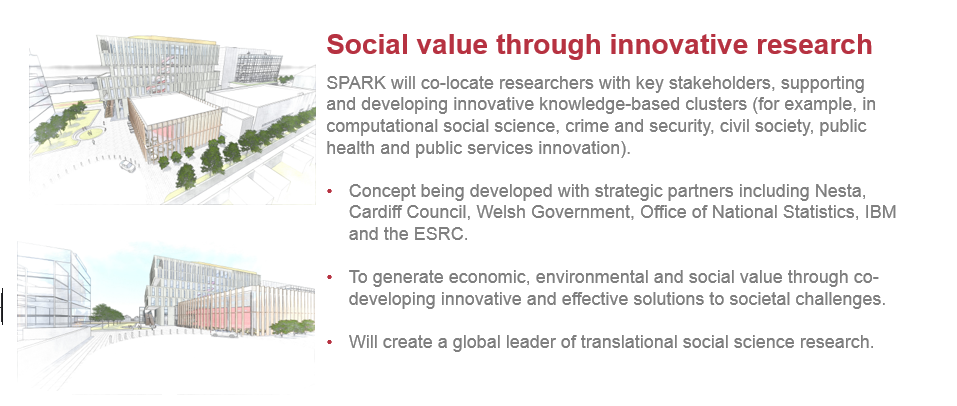 Social value through innovative research
SPARK will co-locate researchers with key stakeholders, supporting
and developing innovative knowledge-based clusters (for example, in
computational social science, crime and security, civil society, public
health and public services innovation).
• Concept being developed with strategic partners including Nesta,
Cardiff Council, Welsh Government, Office of National Statistics, IBM
and the ESRC.
• To generate economic, environmental and social value through co-
developing innovative and effective solutions to societal challenges.
• Will create a global leader of translational social science research.